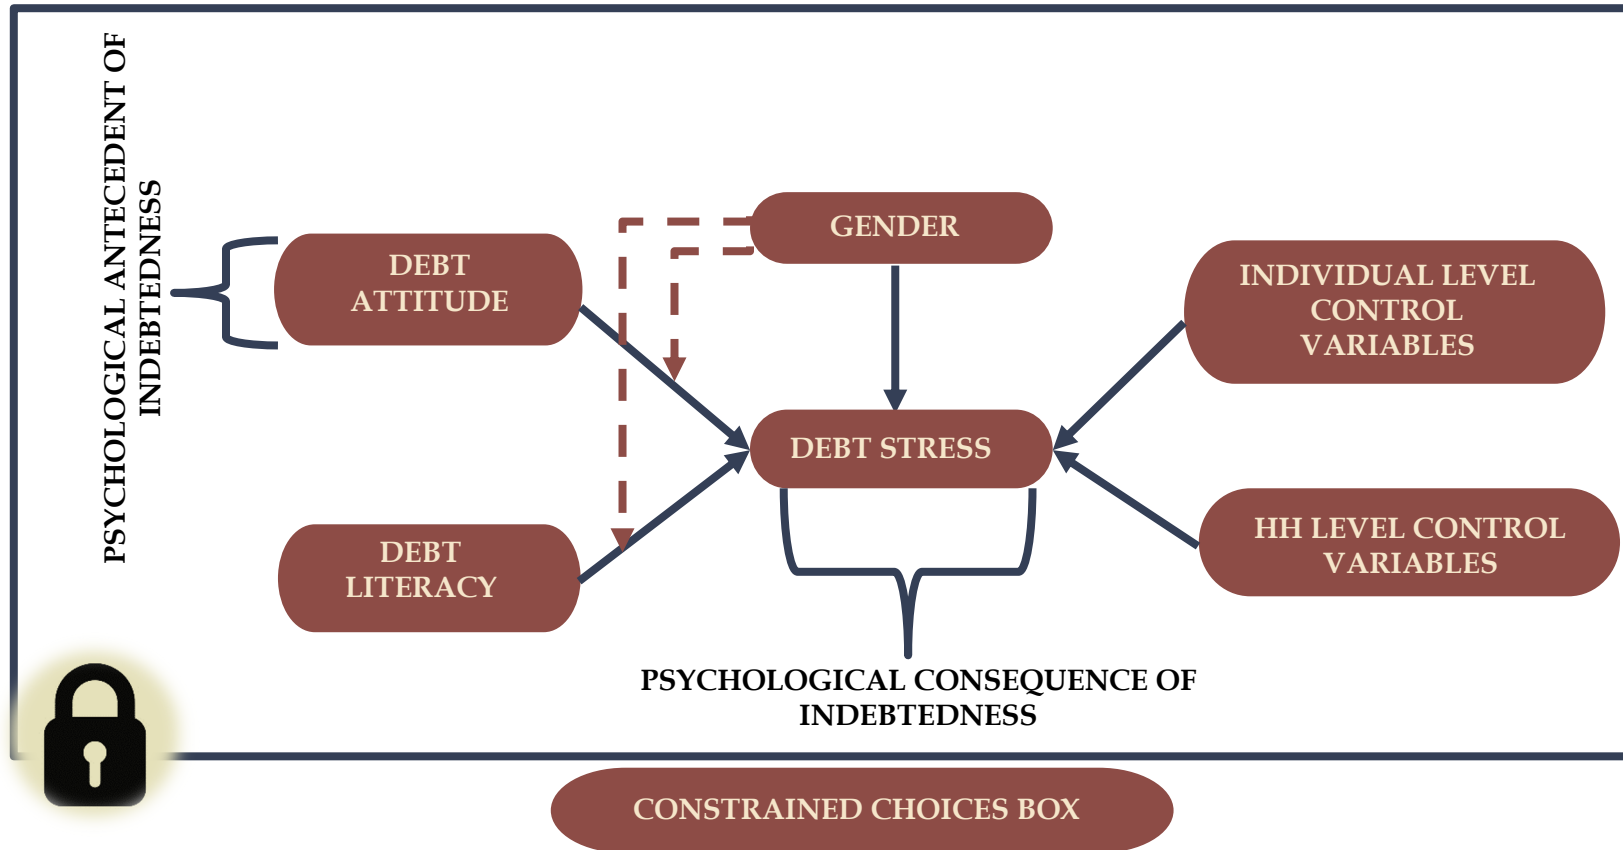 PSYCHOLOGICAL ANTECEDENT OF
INDEBTEDNESS
DEBT
ATTITUDE
GENDER
INDIVIDUAL LEVEL
CONTROL
VARIABLES
DEBT STRESS
DEBT
LITERACY
HH LEVEL CONTROL
VARIABLES
PSYCHOLOGICAL CONSEQUENCE OF
INDEBTEDNESS
CONSTRAINED CHOICES BOX